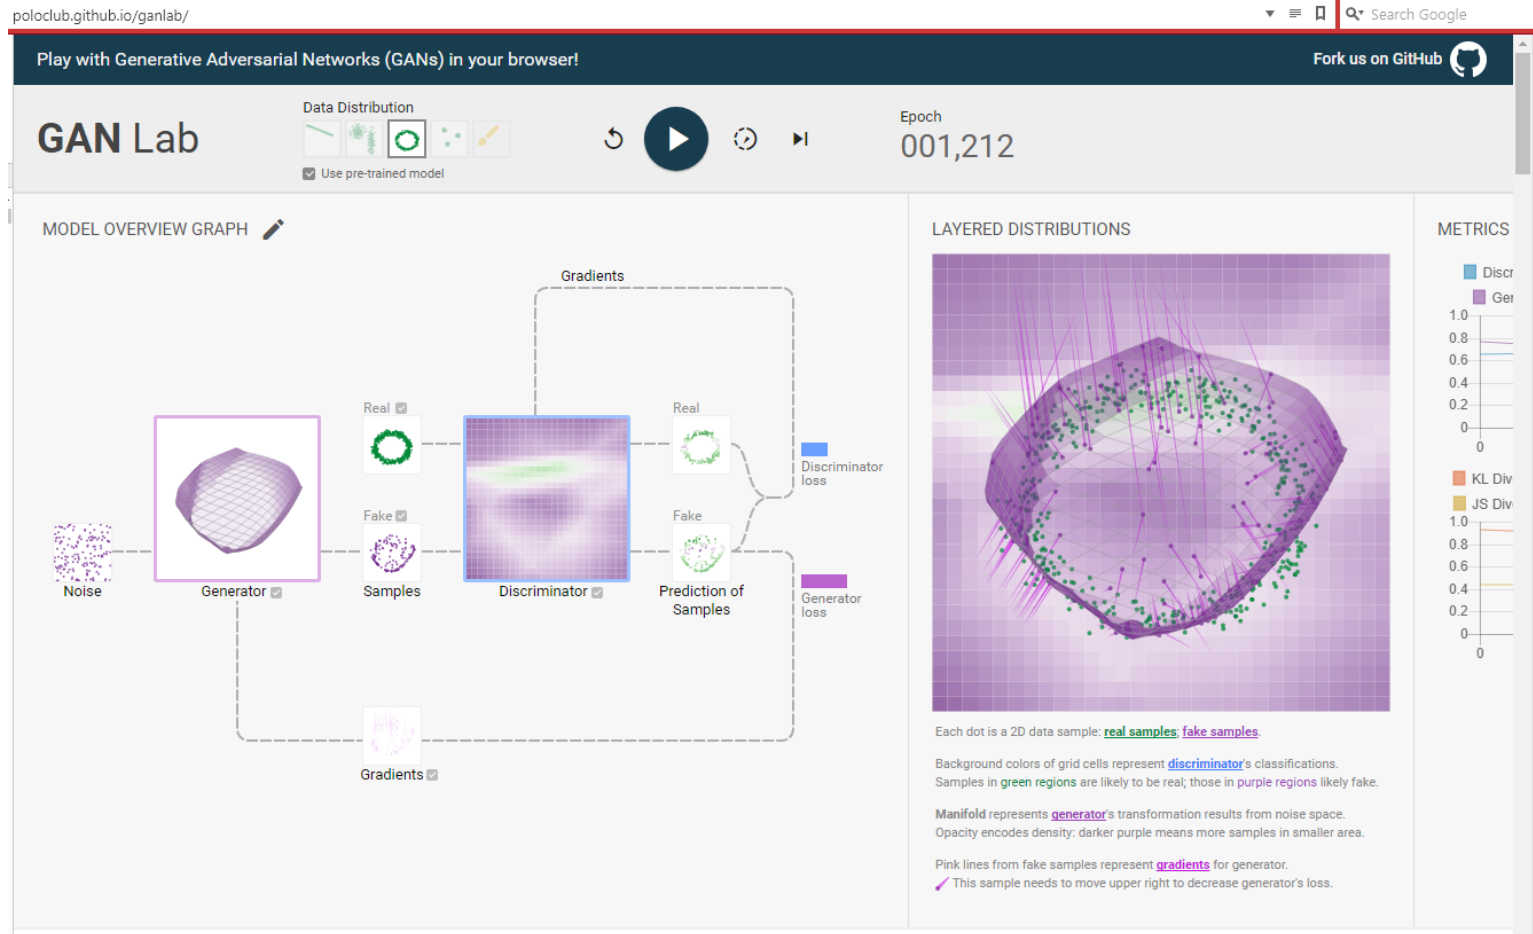 poloclub.github.io/ganlab/
Search Google
Play with Generative Adversarial Networks (GANs) in your browser!
Fork us on GitHub
GAN Lab
Data Distribution
Use pre-trained model
Epoch
001,212
MODEL OVERVIEW GRAPH
Gradients
Real
Real
Discriminator
loss
Fake
Fake
Noise
Generator
Samples
Discriminator
Prediction of
Samples
Generator
loss
Gradients
LAYERED DISTRIBUTIONS
Each dot is a 2D data sample: real samples; fake samples.
Background colors of grid cells represent discriminator's classifications.
Samples in green regions are likely to be real; those in purple regions likely fake.
Manifold represents generator's transformation results from noise space.
Opacity encodes density: darker purple means more samples in smaller area.
Pink lines from fake samples represent gradients for generator.
This sample needs to move upper right to decrease generator's loss.
METRICS
Discr
Ger
1.0
0.8
0.6
0.4
0.2
0
0
KL Div
JS Div
1.0
0.8
0.6
0.4
0.2
0
0